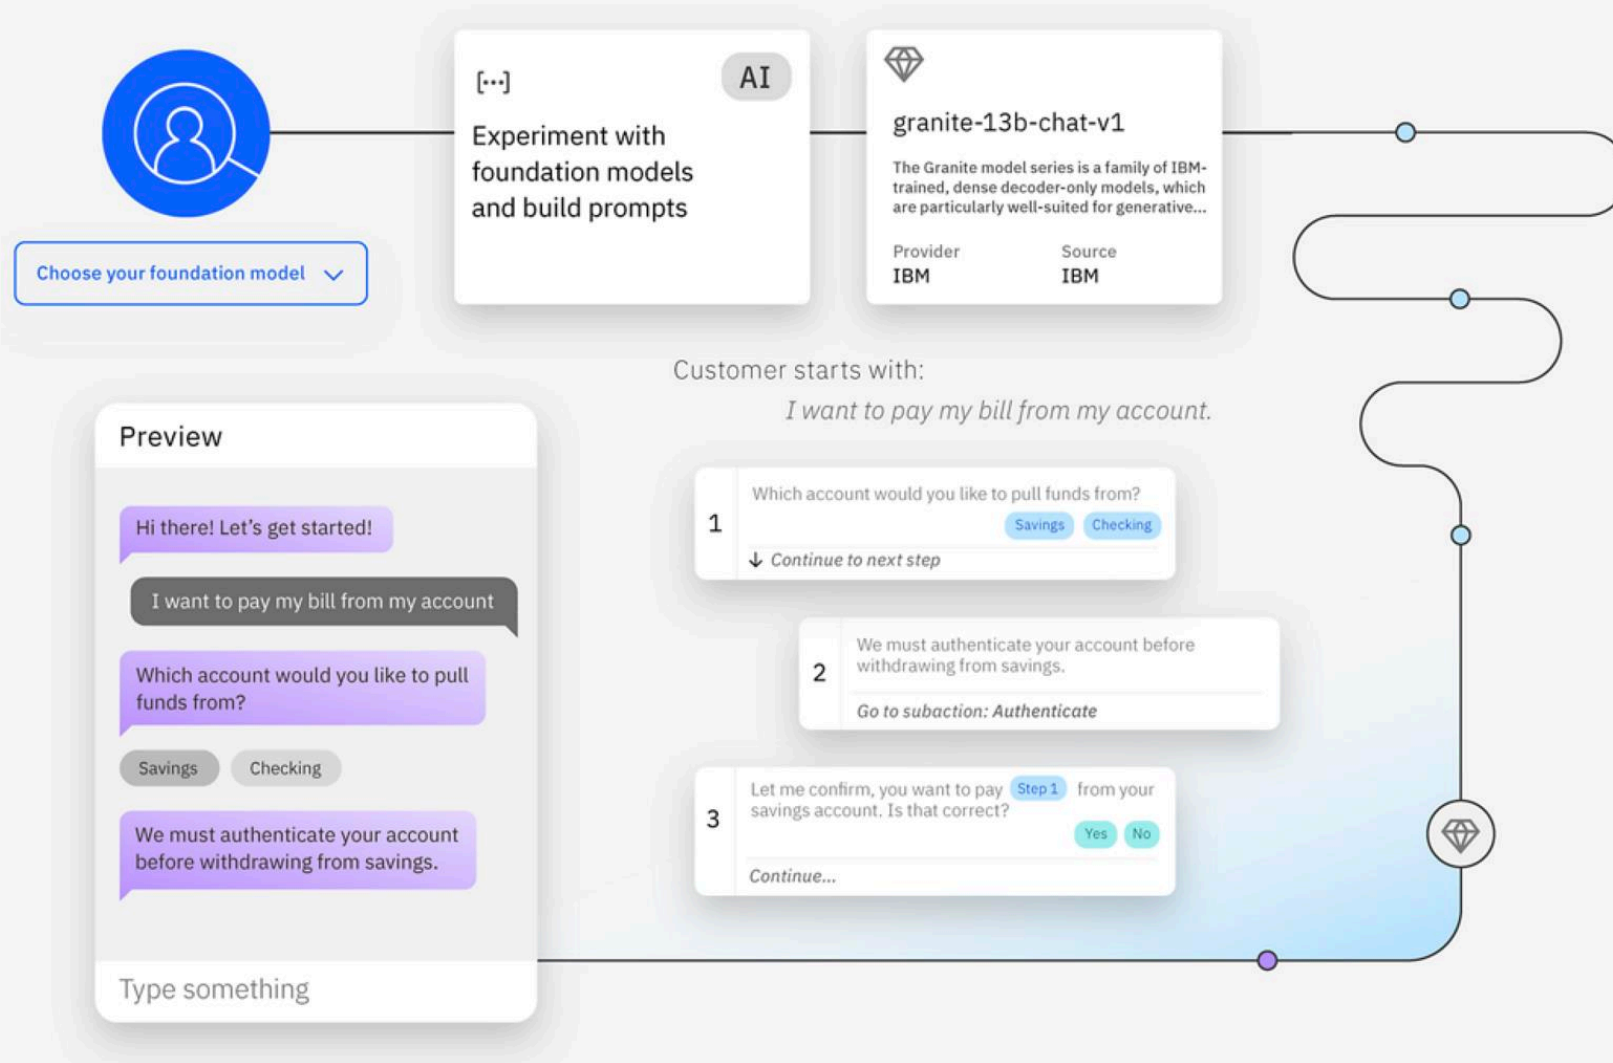 [...]
AI
Experiment with
foundation models
and build prompts
granite-13b-chat-v1
The Granite model series is a family of IBM-
trained, dense decoder-only models, which
are particularly well-suited for generative...
Provider
IBM
Source
IBM
Choose your foundation model
Customer starts with:
I want to pay my bill from my account.
Preview
Hi there! Let's get started!
I want to pay my bill from my account
Which account would you like to pull
funds from?
Savings
Checking
We must authenticate your account
before withdrawing from savings.
Type something
1
Which account would you like to pull funds from?
Savings
Checking
Continue to next step
2
We must authenticate your account before
withdrawing from savings.
Go to subaction: Authenticate
3
Let me confirm, you want to pay Step 1 from your
savings account. Is that correct?
Yes
No
Continue...